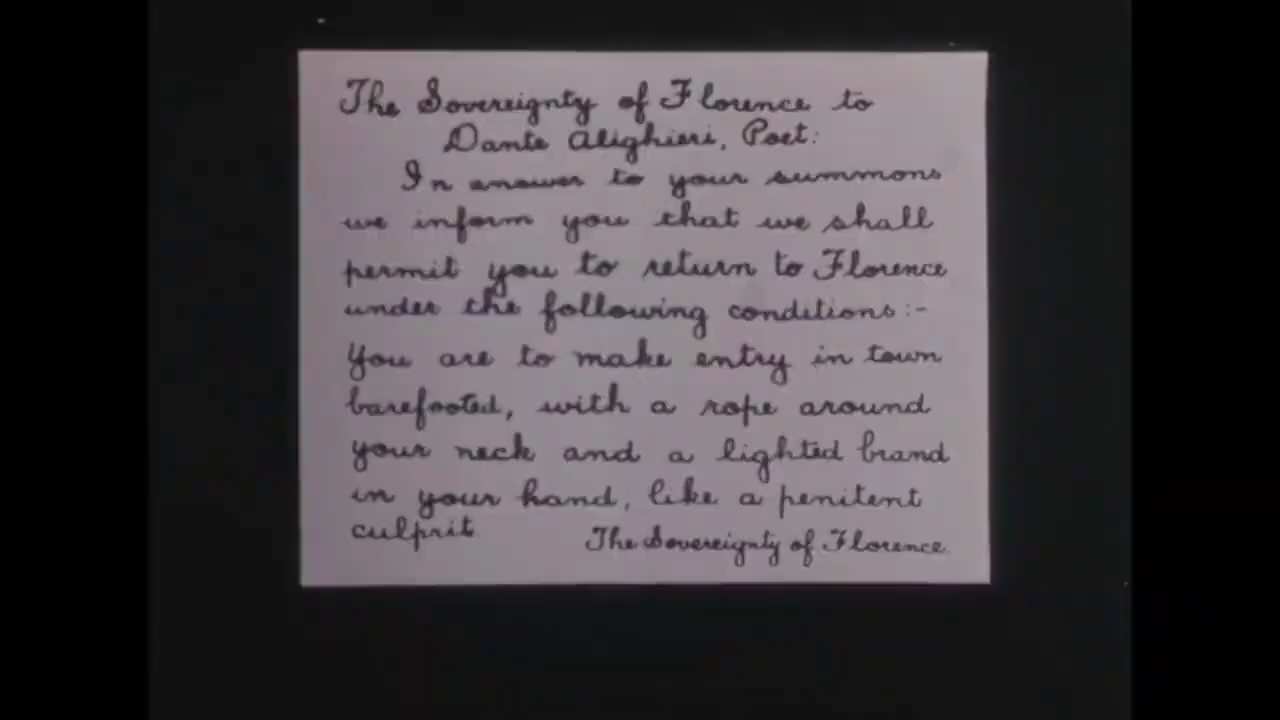 The Sovereignty of Florence to
Dante Alighieri, Poet:
In answer to your summons
we inform you that we shall
permit you to return to Florence
under the following conditions:-
You are to make entry in town
barefooted, with a rope around
your neck and a lighted brand
in your hand, like a penitent
culprit
The Sovereignty of Florence.